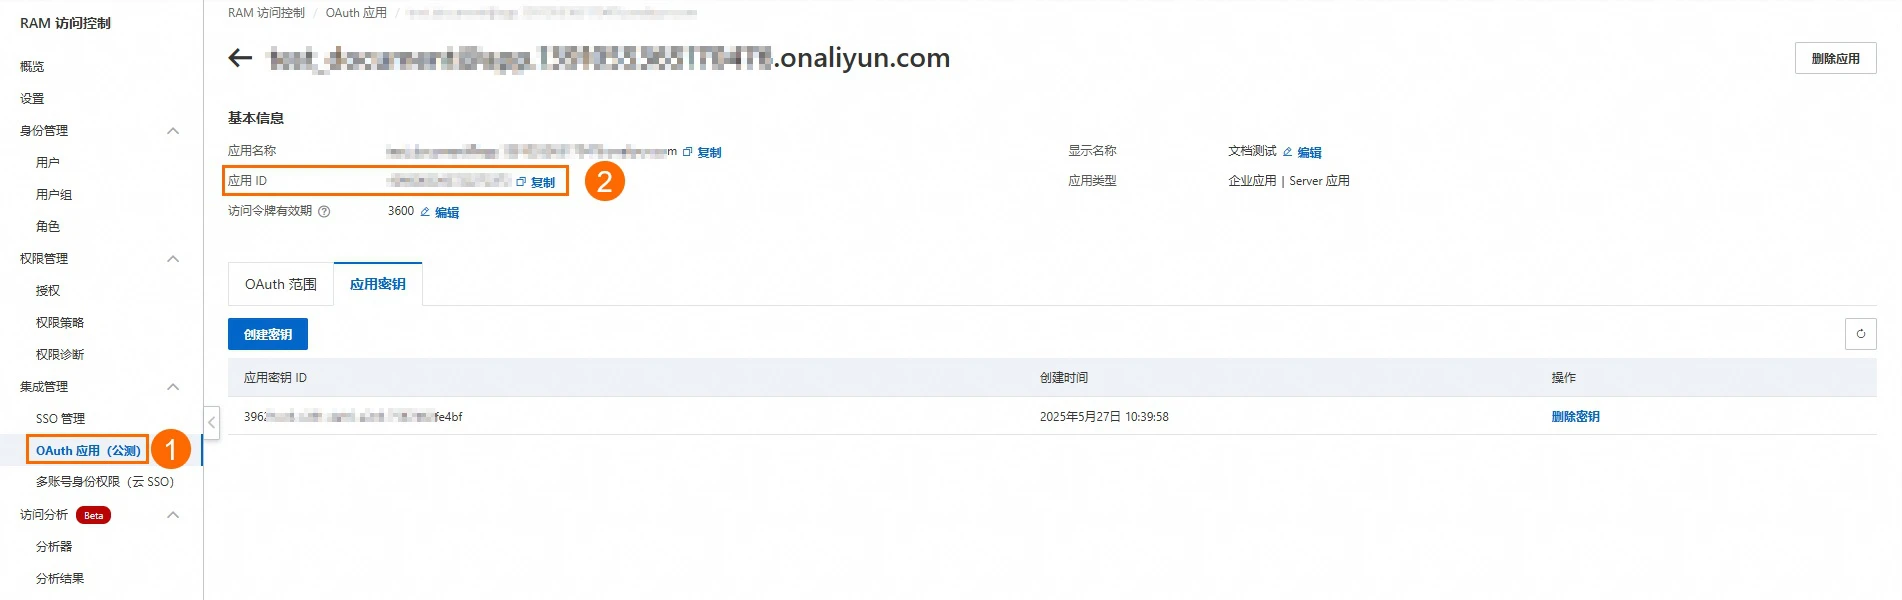 RAM 访问控制
概览
设置
身份管理
用户
用户组
角色
权限管理
授权
权限策略
权限诊断
集成管理
SSO 管理
OAuth 应用（公测） 1
多账号身份权限（云 SSO）
访问分析 Beta
分析器
分析结果
RAM 访问控制 / OAuth 应用 /
.onaliyun.com
删除应用
基本信息
应用名称 m 复制
显示名称 文档测试 编辑
应用 ID 复制 2
应用类型 企业应用 | Server 应用
访问令牌有效期 3600 编辑
OAuth 范围 应用密钥
创建密钥
应用密钥 ID 创建时间 操作
396 fe4bf 2025年5月27日 10:39:58 删除密钥